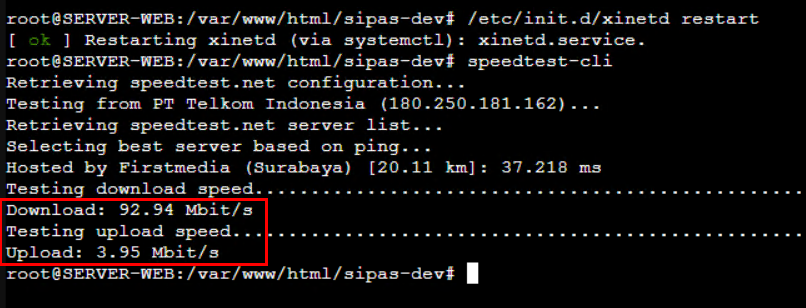 root@SERVER-WEB:/var/www/html/sipas-dev# /etc/init.d/xinetd restart
[ ok ] Restarting xinetd (via systemctl): xinetd.service.
root@SERVER-WEB:/var/www/html/sipas-dev# speedtest-cli
Retrieving speedtest.net configuration...
Testing from PT Telkom Indonesia (180.250.181.162)...
Retrieving speedtest.net server list...
Selecting best server based on ping...
Hosted by Firstmedia (Surabaya) [20.11 km]: 37.218 ms
Testing download speed....................................................
Download: 92.94 Mbit/s
Testing upload speed......................................................
Upload: 3.95 Mbit/s
root@SERVER-WEB:/var/www/html/sipas-dev#